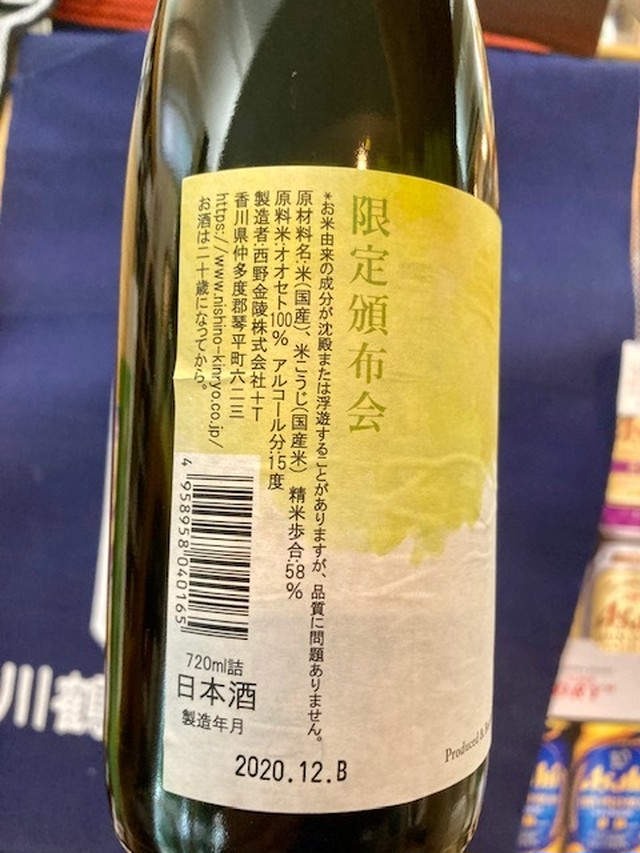 限定頒布会
*お米由来の成分が沈殿または浮遊することがありますが、品質に問題ありません。
原材料名:米(国産)、米こうじ(国産米) 精米歩合:58%
原料米:オオセト100% アルコール分:15度
製造者:西野金陵株式会社+T
香川県仲多度郡琴平町六二三
https://www.nishino-kinryo.co.jp/
お酒は二十歳になってから。
4 958958 040165
720ml詰
日本酒
製造年月
2020.12.B
Produced &
川鶴
Asahi